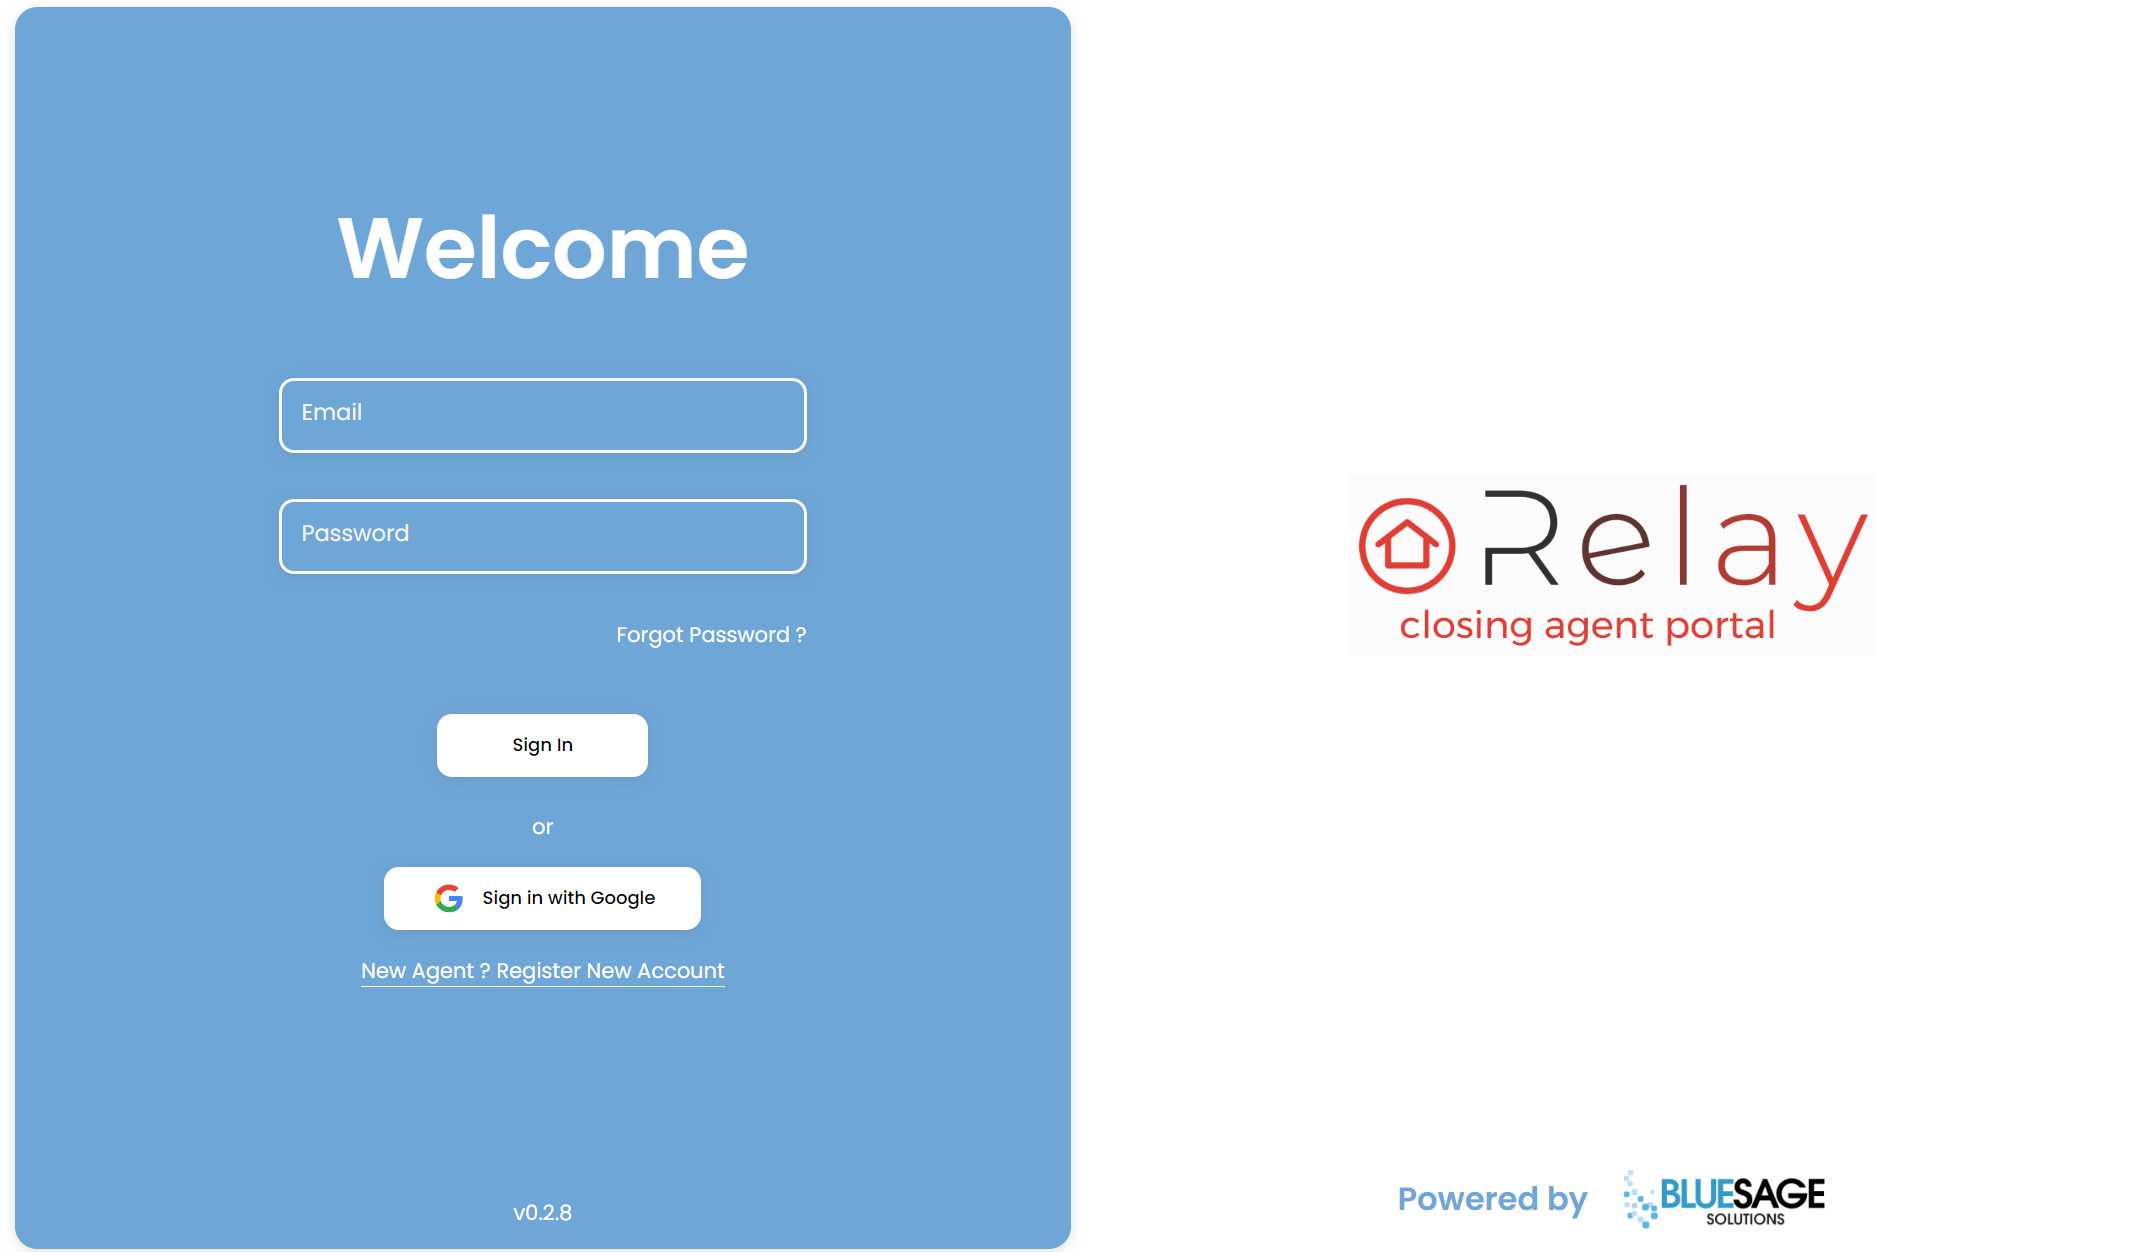 Welcome
Email
Password
Forgot Password ?
Sign In
or
Sign in with Google
New Agent ? Register New Account
v0.2.8
Relay
closing agent portal
Powered by
BLUESAGE
SOLUTIONS